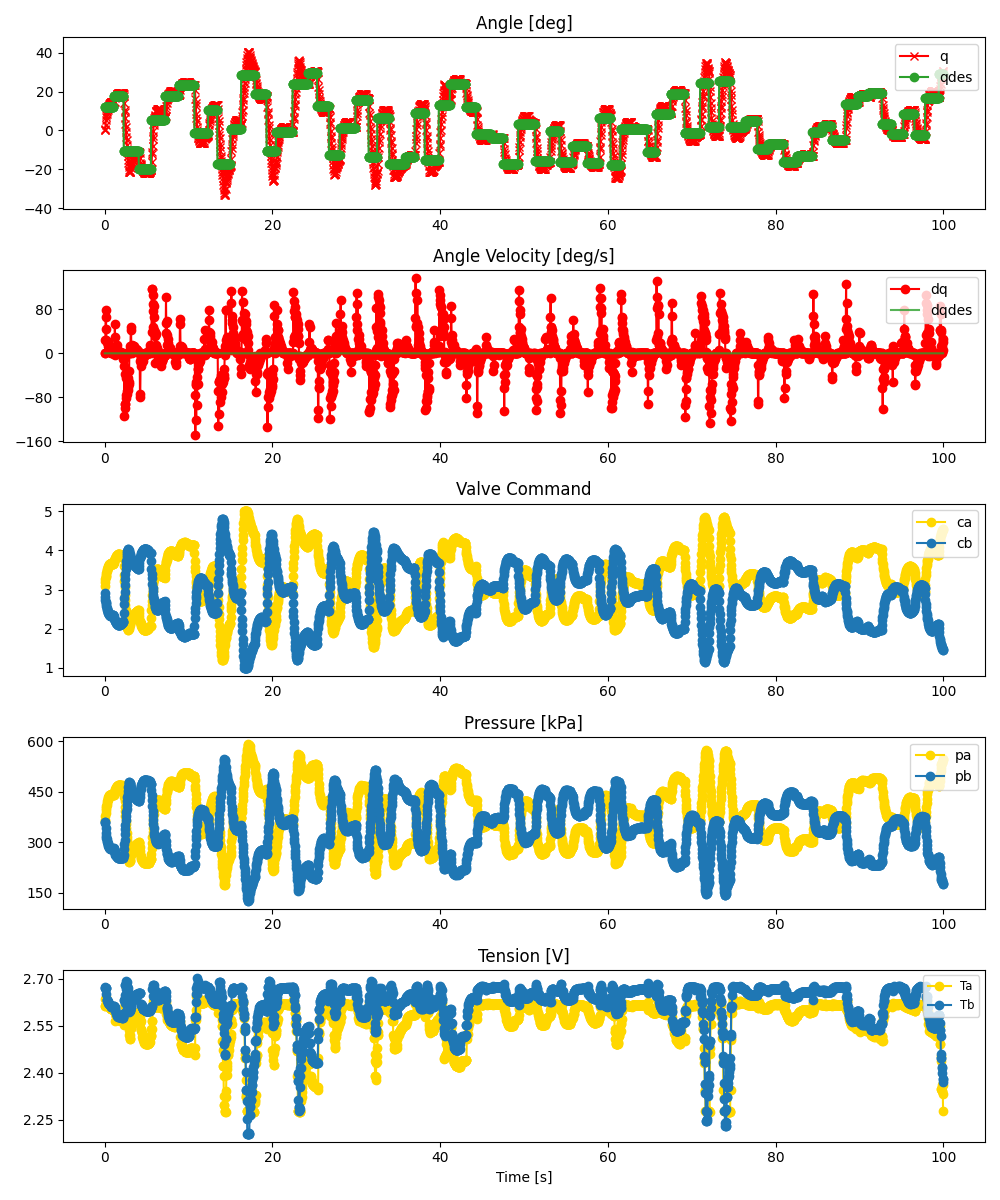 Angle [deg]
40
20
0
−20
−40
q
qdes
0 20 40 60 80 100
Angle Velocity [deg/s]
80
0
−80
−160
dq
dqdes
0 20 40 60 80 100
Valve Command
5
4
3
2
1
ca
cb
0 20 40 60 80 100
Pressure [kPa]
600
450
300
150
pa
pb
0 20 40 60 80 100
Tension [V]
2.70
2.55
2.40
2.25
Ta
Tb
0 20 40 60 80 100
Time [s]